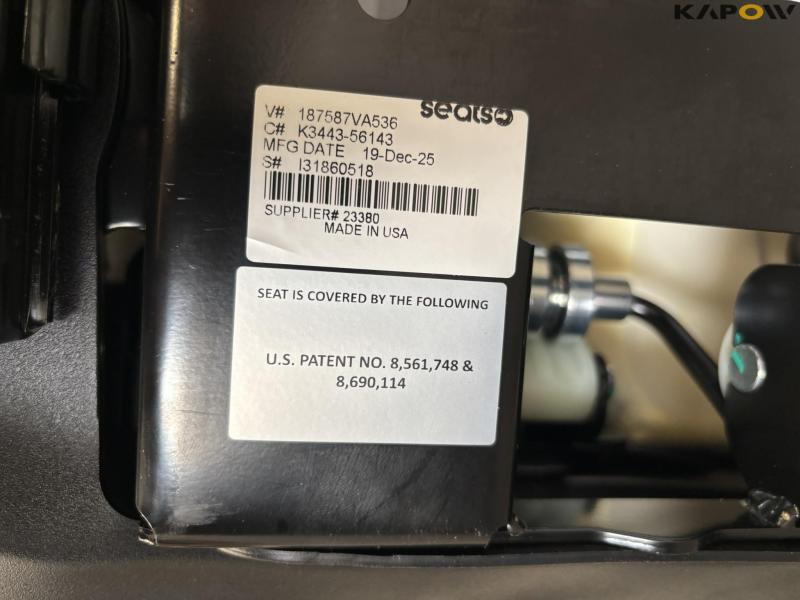 KAPOW
seats
V# 187587VA536
C# K3443-56143
MFG DATE 19-Dec-25
S# I31860518
SUPPLIER# 23380
MADE IN USA
SEAT IS COVERED BY THE FOLLOWING
U.S. PATENT NO. 8,561,748 &
8,690,114